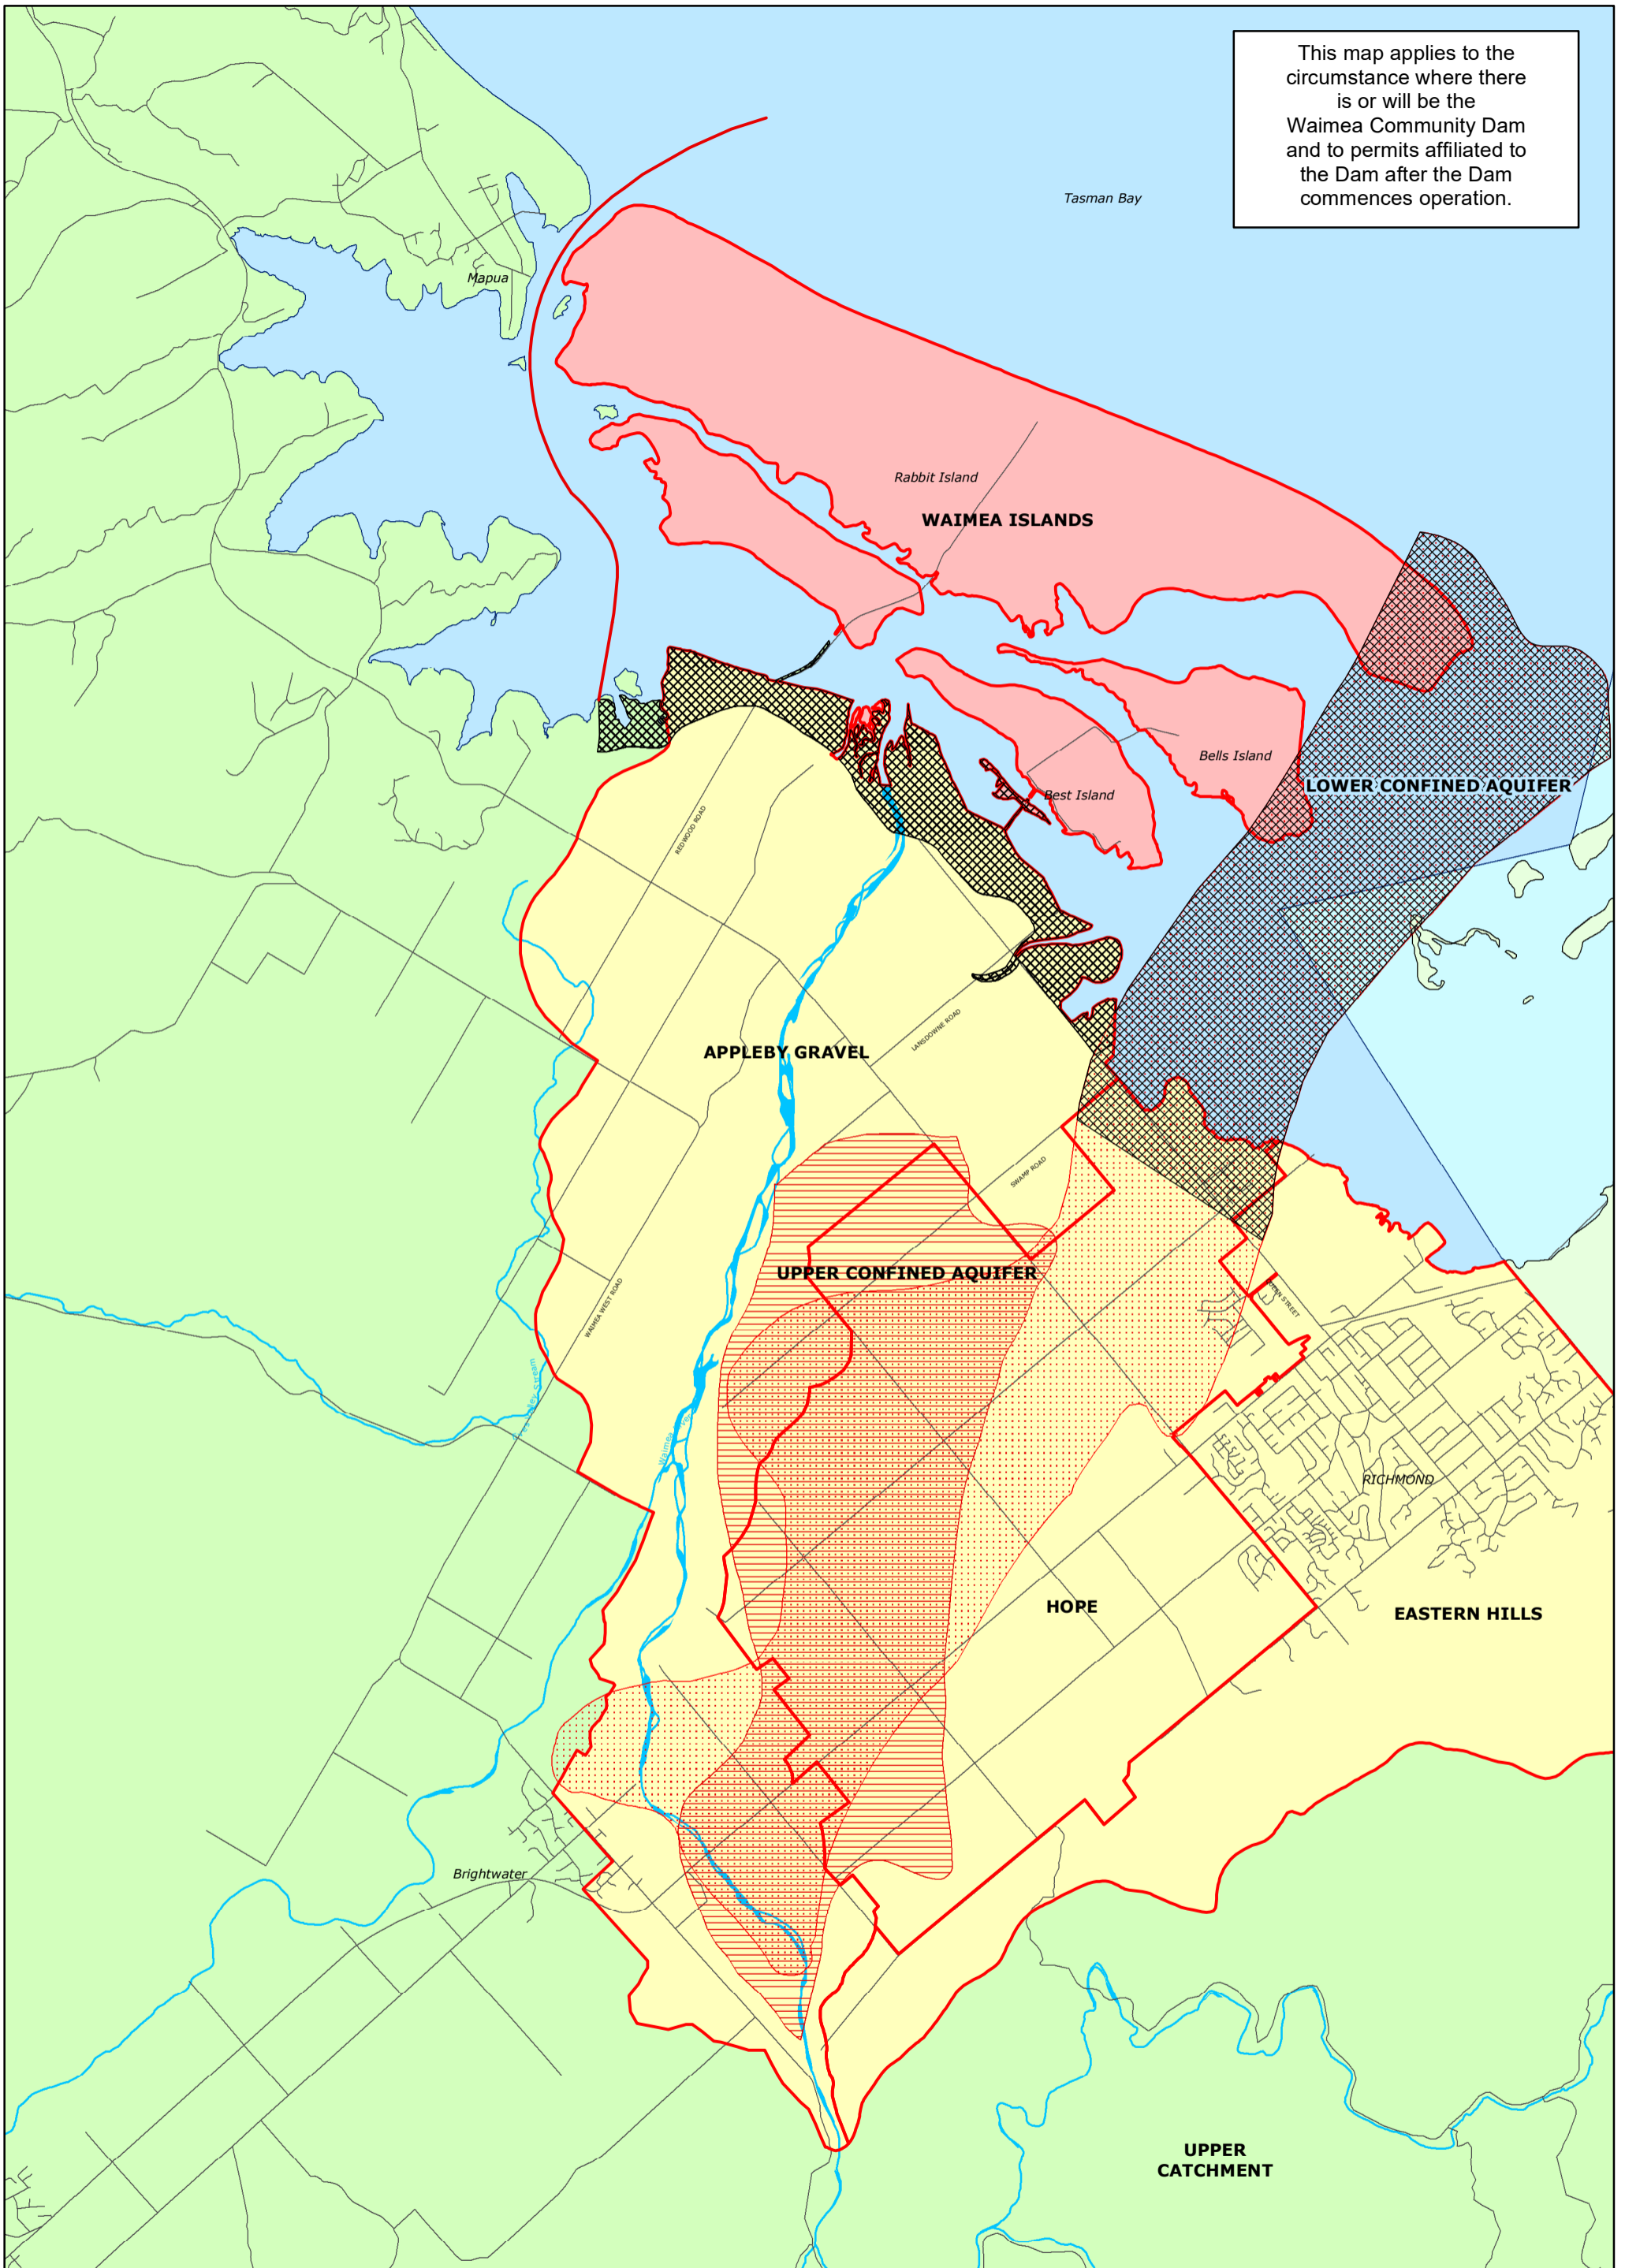 This map applies to the
circumstance where there
is or will be the
Waimea Community Dam
and to permits affiliated to
the Dam after the Dam
commences operation.
Tasman Bay
Mapua
Rabbit Island
WAIMEA ISLANDS
Bells Island
LOWER CONFINED AQUIFER
Best Island
REDWOOD ROAD
LANSDOWNE ROAD
APPLEBY GRAVEL
SWAMP ROAD
UPPER CONFINED AQUIFER
WAIMEA WEST ROAD
STREET
Stream
Waimea
RICHMOND
HOPE
EASTERN HILLS
Brightwater
UPPER
CATCHMENT